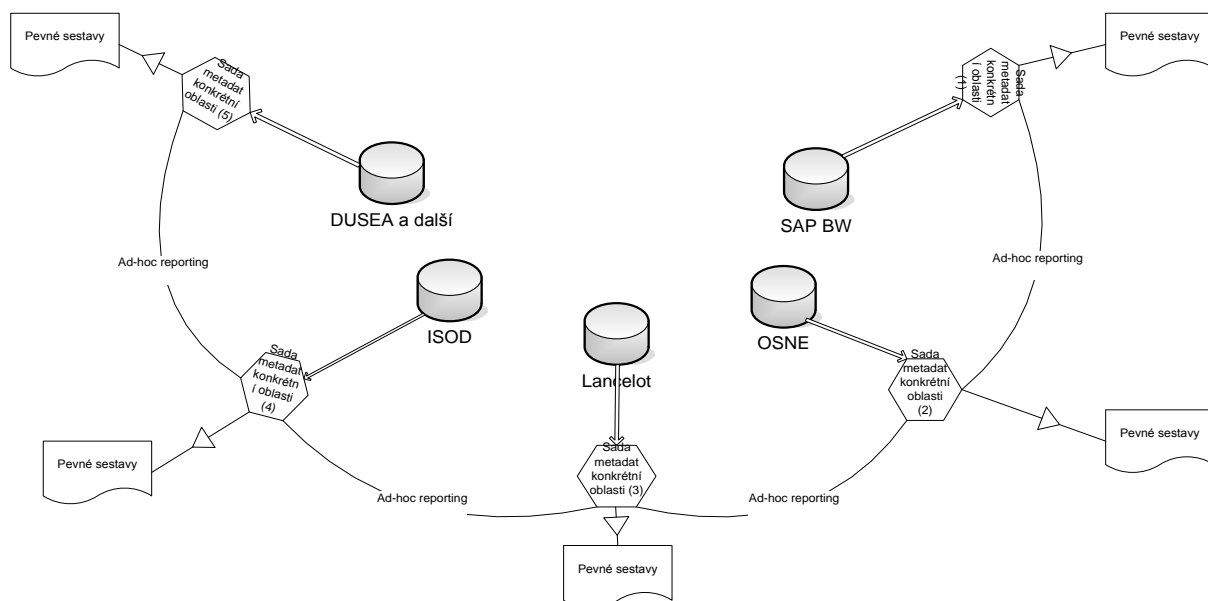 Pevné sestavy
Pevné sestavy
Sada
metadat
konkrétní
oblasti (5)
Sada
metadat
konkrétn
í oblasti
(1)
DUSEA a další
SAP BW
Ad-hoc reporting
Ad-hoc reporting
ISOD
OSNE
Lancelot
Sada
metadat
konkrétn
í oblasti
(4)
Sada
metadat
konkrétní
oblasti
(2)
Pevné sestavy
Pevné sestavy
Sada
metadat
konkrétní
oblasti (3)
Ad-hoc reporting
Ad-hoc reporting
Pevné sestavy